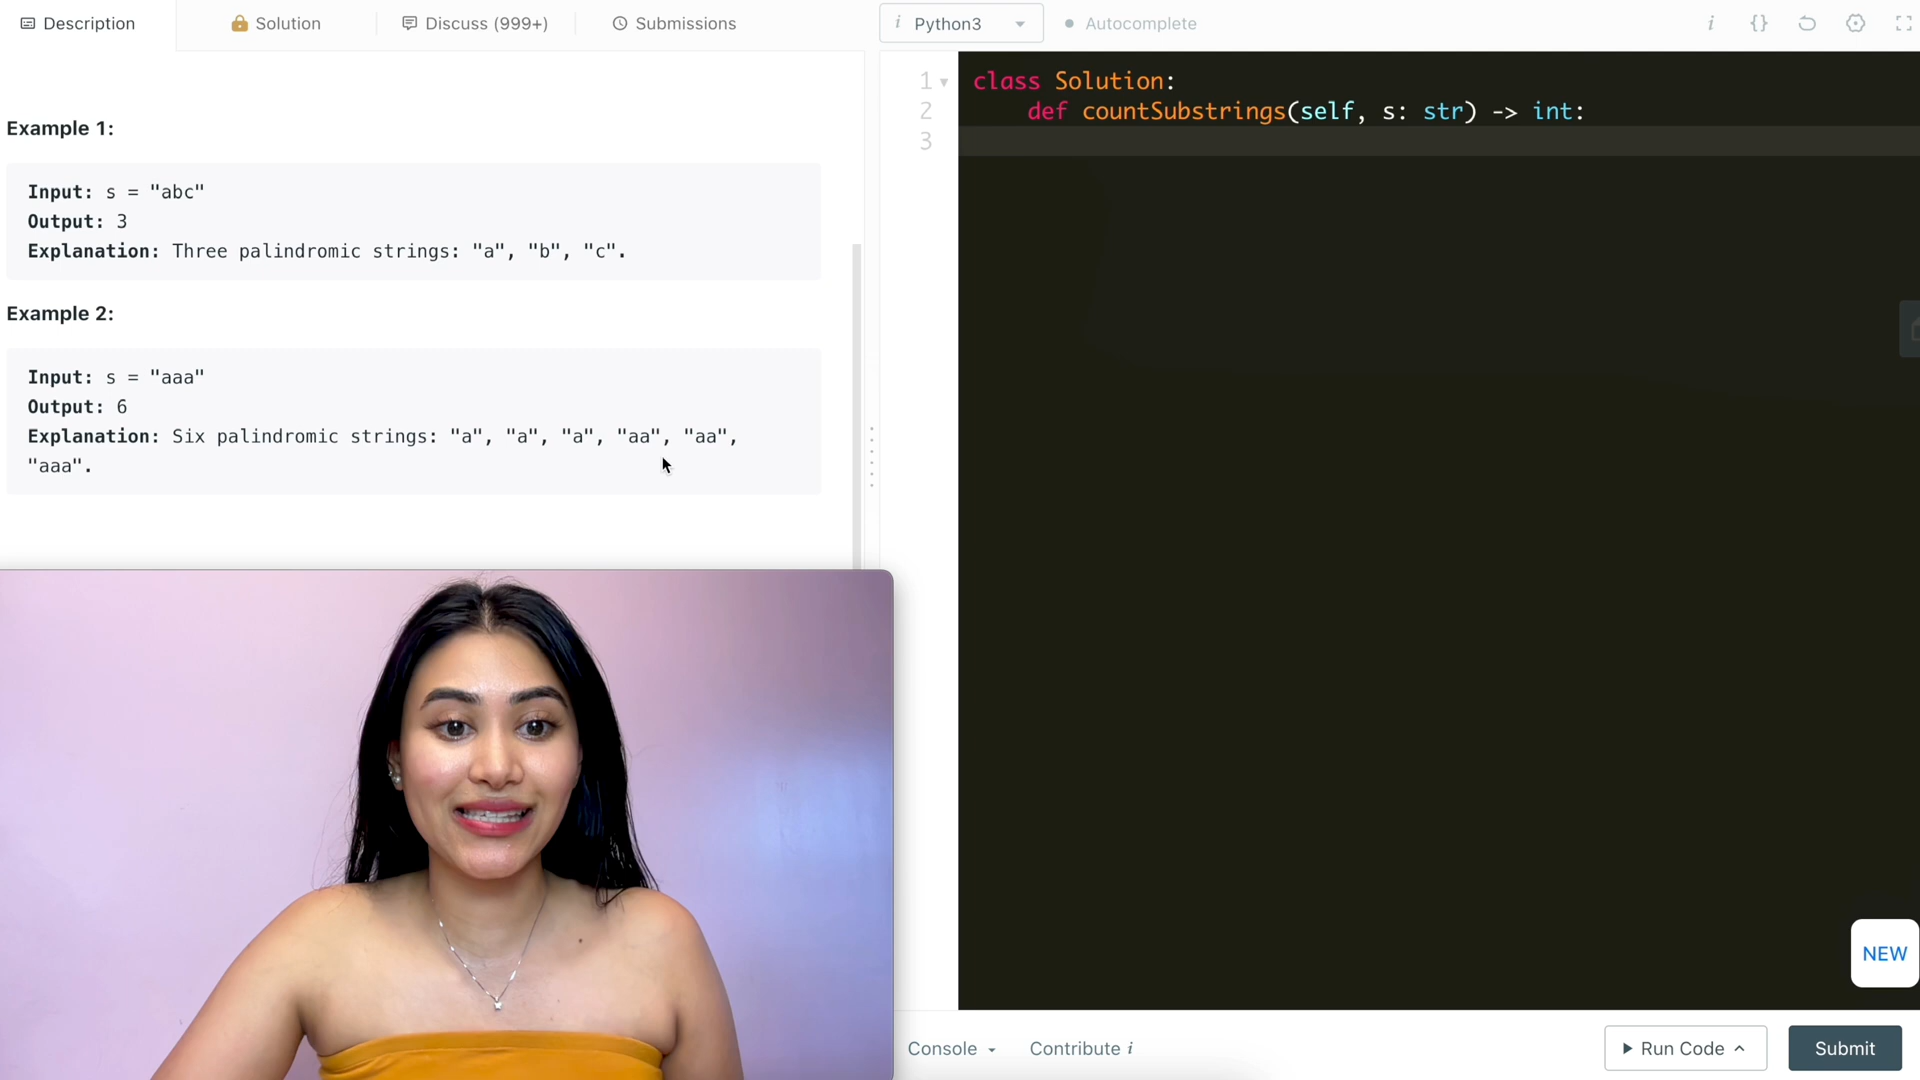 Description
Solution
Discuss (999+)
Submissions
i Python3
Autocomplete
i {}
Example 1:
Input: s = "abc"
Output: 3
Explanation: Three palindromic strings: "a", "b", "c".
Example 2:
Input: s = "aaa"
Output: 6
Explanation: Six palindromic strings: "a", "a", "a", "aa", "aa",
"aaa".
1 class Solution:
2 def countSubstrings(self, s: str) -> int:
3
NEW
Console
Contribute i
Run Code
Submit